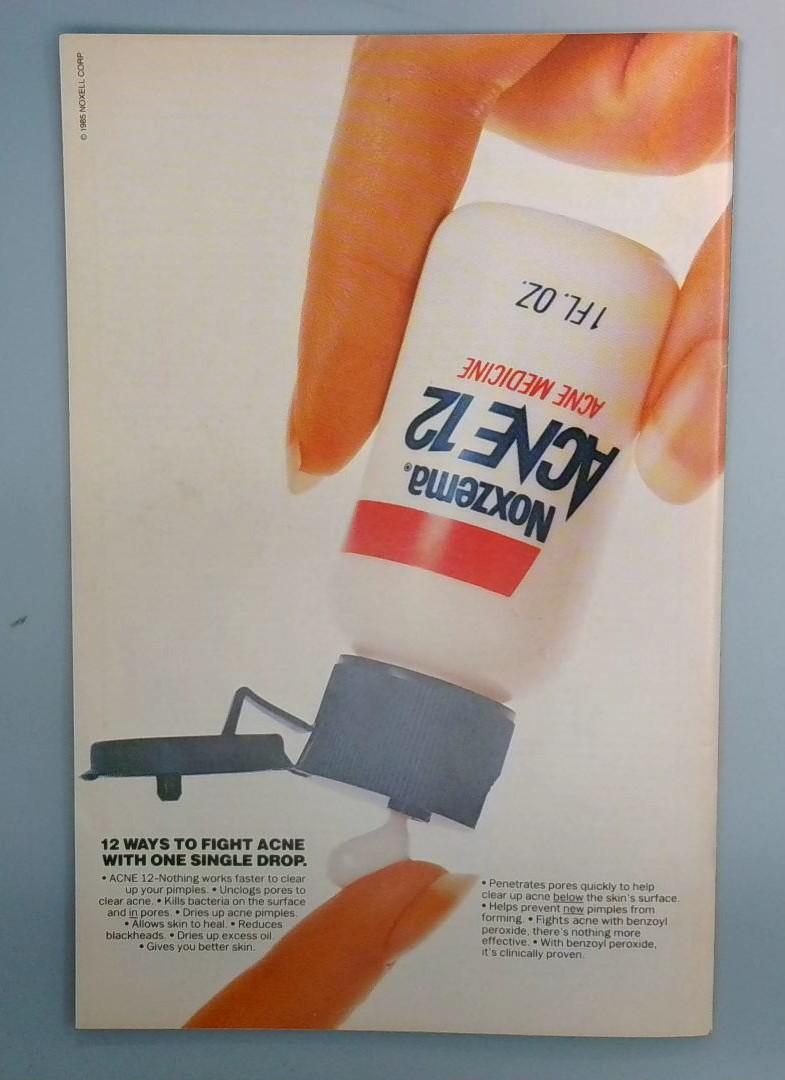 © 1985 NOXELL CORP.
1 FL. OZ.
ACNE MEDICINE
ACNE 12
Noxzema®
12 WAYS TO FIGHT ACNE
WITH ONE SINGLE DROP.
• ACNE 12-Nothing works faster to clear
up your pimples. • Unclogs pores to
clear acne. • Kills bacteria on the surface
and in pores. • Dries up acne pimples.
• Allows skin to heal. • Reduces
blackheads. • Dries up excess oil.
• Gives you better skin.
• Penetrates pores quickly to help
clear up acne below the skin's surface.
• Helps prevent new pimples from
forming. • Fights acne with benzoyl
peroxide, there's nothing more
effective. • With benzoyl peroxide,
it's clinically proven.